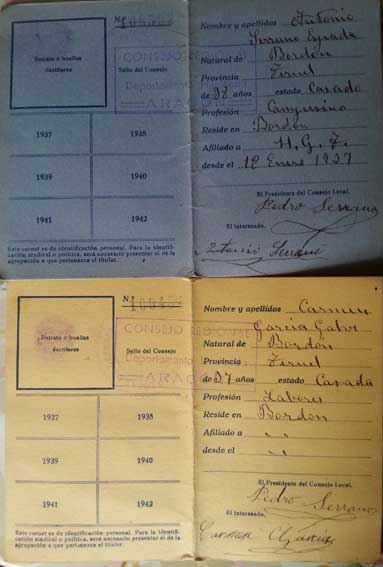 Retrato o huellas dactilares
N.º
Sello del Consejo
CONSEJO REGIONAL
Departamento
ARAGON
1937 1938
1939 1940
1941 1942
Este carnet es de identificación personal. Para la identificación
sindical o política, será necesario presentar el de la
agrupación a que pertenezca el titular.
Nombre y apellidos Antonio
Serrano Espada
Natural de Bordón
Provincia Teruel
de 32 años estado Casado
Profesión Campesino
Reside en Bordón
Afiliado a
desde el 12 Enero 1937
El Presidente del Consejo Local,
Pedro Serrano
El interesado,
Antonio Serrano
Retrato o huellas dactilares
N.º
Sello del Consejo
CONSEJO REGIONAL
Departamento
ARAGON
1937 1938
1939 1940
1941 1942
Este carnet es de identificación personal. Para la identificación
sindical o política, será necesario presentar el de la
agrupación a que pertenezca el titular.
Nombre y apellidos Carmen
García Galve
Natural de Bordón
Provincia Teruel
de 27 años estado Casada
Profesión Labores
Reside en Bordón
Afiliado a " "
desde el " "
El Presidente del Consejo Local,
Pedro Serrano
El interesado,
Carmen García